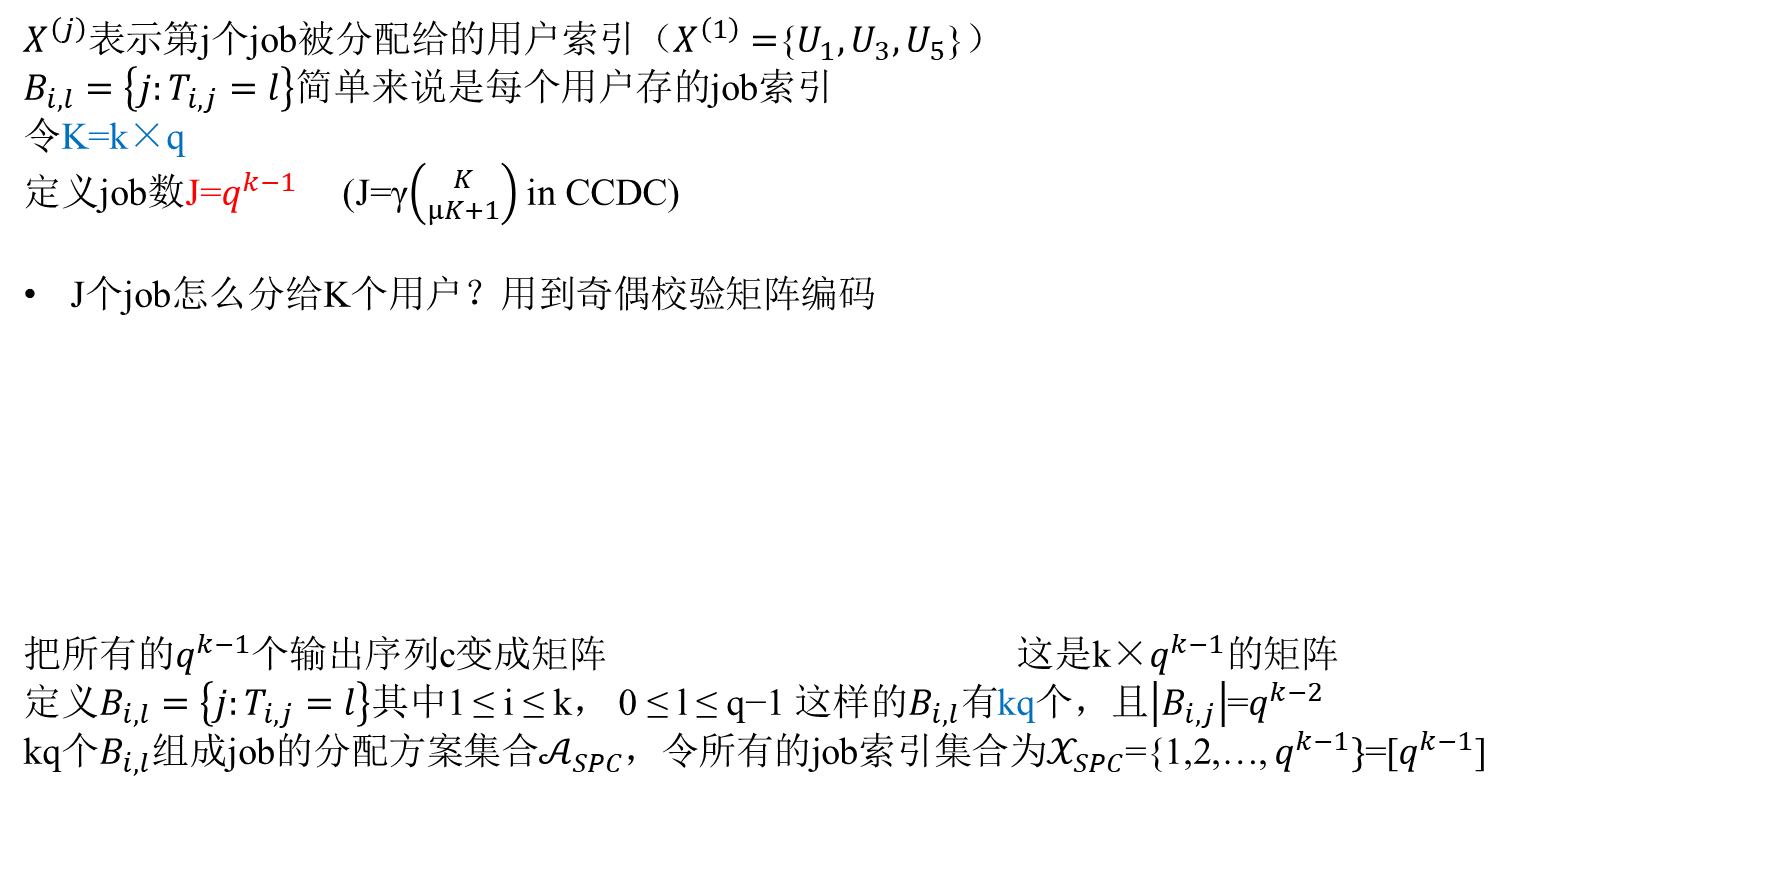 X^(j)表示第j个job被分配给的用户索引（X^(1) ={U_1, U_3, U_5}）
B_{i,l} = {j: T_{i,j} = l}简单来说是每个用户存的job索引
令K=k×q
定义job数J=q^{k−1} (J=γ(K μK+1) in CCDC)
• J个job怎么分给K个用户？用到奇偶校验矩阵编码
把所有的q^{k−1}个输出序列c变成矩阵 这是k×q^{k−1}的矩阵
定义B_{i,l} = {j: T_{i,j} = l}其中1 ≤ i ≤ k， 0 ≤ l ≤ q−1 这样的B_{i,l}有kq个，且|B_{i,j}|=q^{k−2}
kq个B_{i,l}组成job的分配方案集合𝒜_{SPC}，令所有的job索引集合为𝒳_{SPC}={1,2,…, q^{k−1}}=[q^{k−1}]